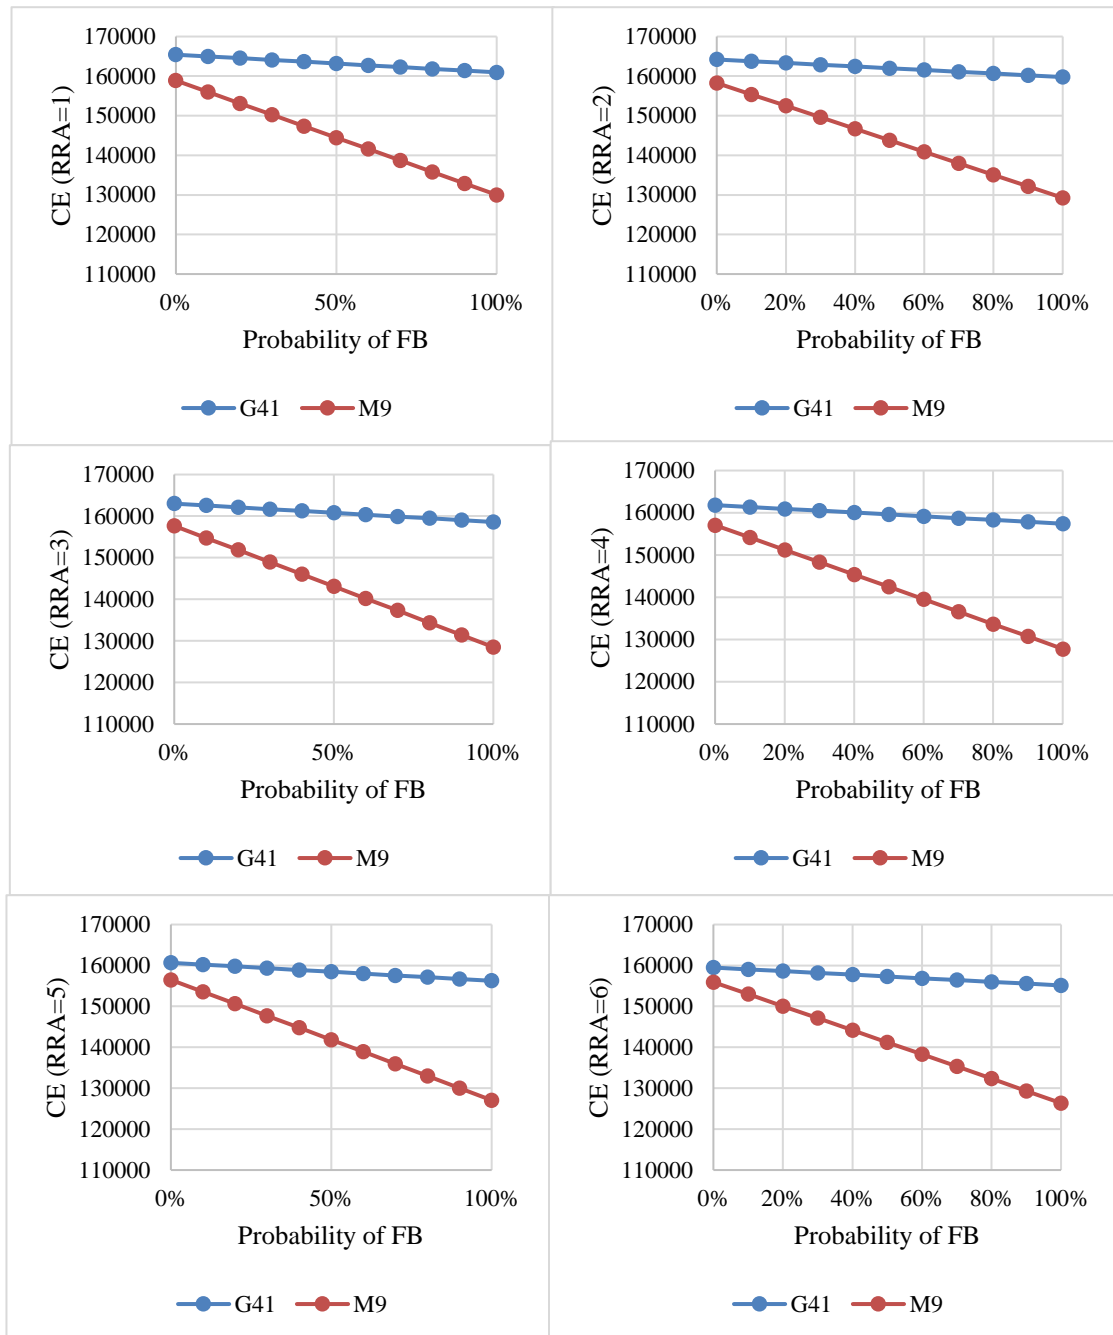 170000
160000
150000
140000
130000
120000
110000
CE (RRA=1)
0% 50% 100%
Probability of FB
G41 M9
170000
160000
150000
140000
130000
120000
110000
CE (RRA=2)
0% 20% 40% 60% 80% 100%
Probability of FB
G41 M9
170000
160000
150000
140000
130000
120000
110000
CE (RRA=3)
0% 50% 100%
Probability of FB
G41 M9
170000
160000
150000
140000
130000
120000
110000
CE (RRA=4)
0% 20% 40% 60% 80% 100%
Probability of FB
G41 M9
170000
160000
150000
140000
130000
120000
110000
CE (RRA=5)
0% 50% 100%
Probability of FB
G41 M9
170000
160000
150000
140000
130000
120000
110000
CE (RRA=6)
0% 20% 40% 60% 80% 100%
Probability of FB
G41 M9